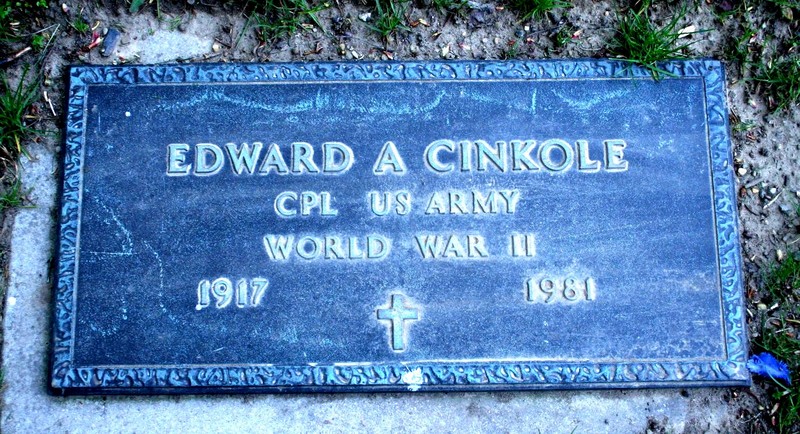 EDWARD A CINKOLE
CPL US ARMY
WORLD WAR II
1917 1981